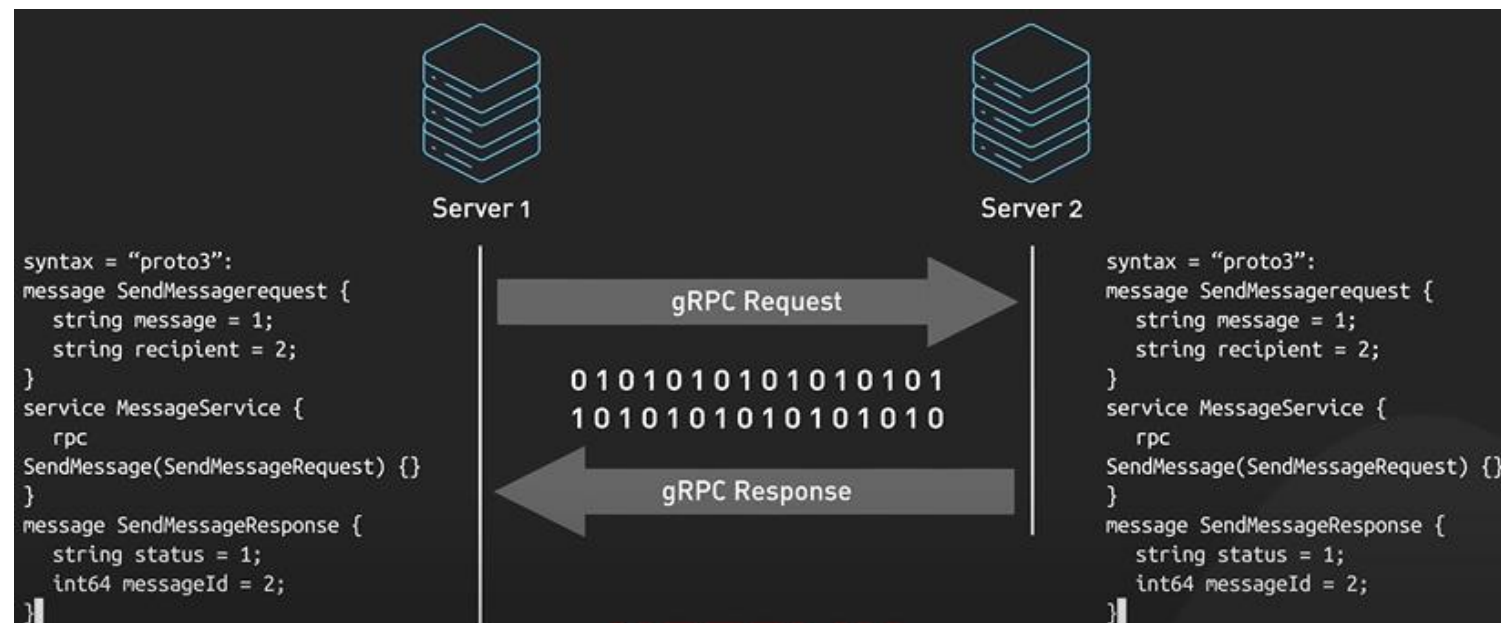 Server 1
Server 2
syntax = “proto3”:
message SendMessagerequest {
string message = 1;
string recipient = 2;
}
service MessageService {
rpc
SendMessage(SendMessageRequest) {}
}
message SendMessageResponse {
string status = 1;
int64 messageId = 2;
}
gRPC Request
0101010101010101
1010101010101010
gRPC Response
syntax = “proto3”:
message SendMessagerequest {
string message = 1;
string recipient = 2;
}
service MessageService {
rpc
SendMessage(SendMessageRequest) {}
}
message SendMessageResponse {
string status = 1;
int64 messageId = 2;
}